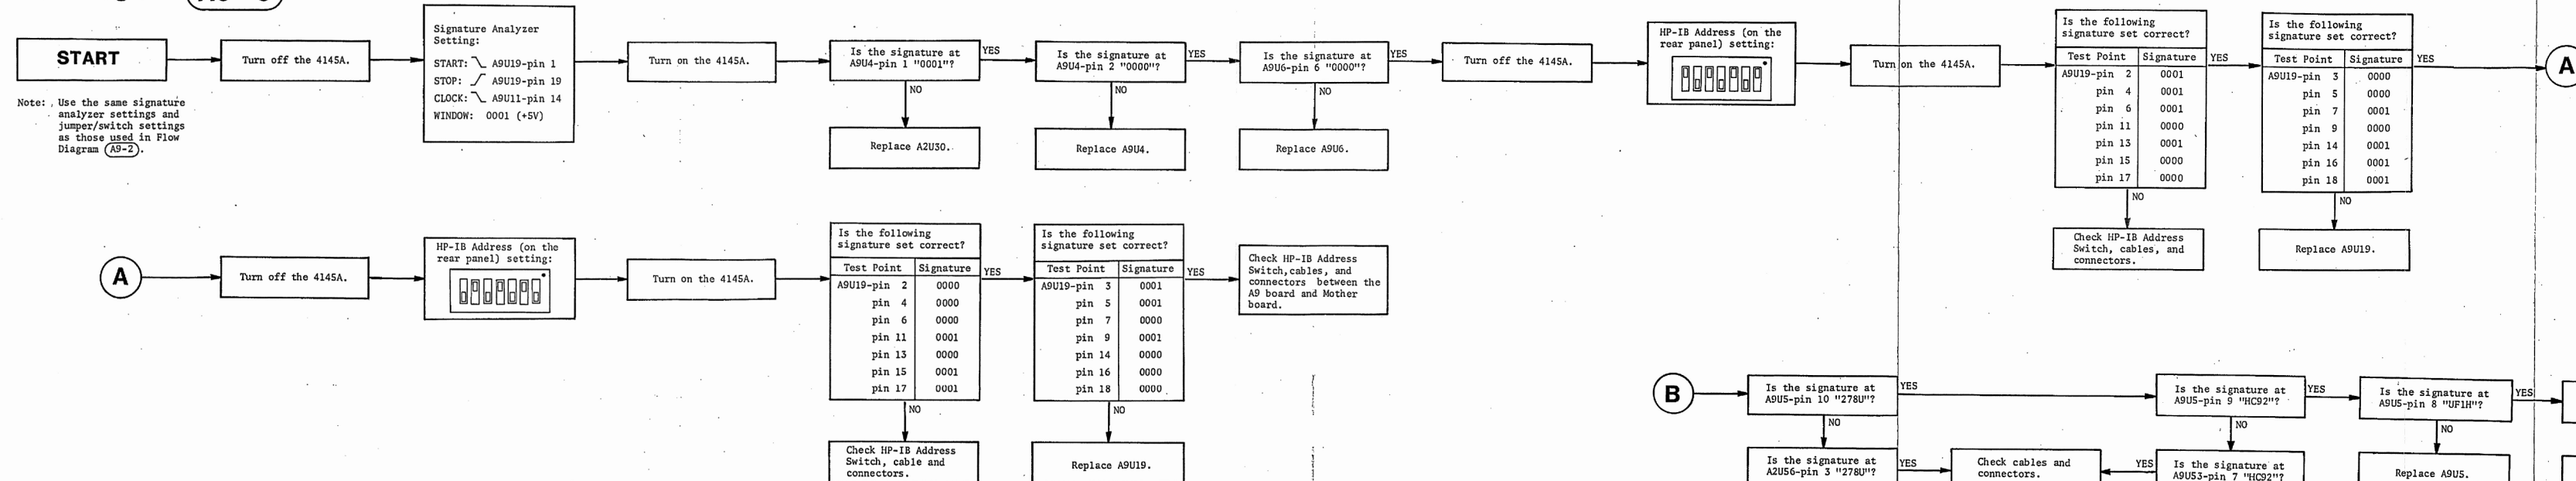 START
Note: Use the same signature
analyzer settings and
jumper/switch settings
as those used in Flow
Diagram (A9-2).
Turn off the 4145A.
Signature Analyzer
Setting:
START: A9U19-pin 1
STOP: A9U19-pin 19
CLOCK: A9U11-pin 14
WINDOW: 0001 (+5V)
Turn on the 4145A.
Is the signature at
A9U4-pin 1 "0001"?
YES
NO
Replace A2U30.
Is the signature at
A9U4-pin 2 "0000"?
YES
NO
Replace A9U4.
Is the signature at
A9U6-pin 6 "0000"?
YES
NO
Replace A9U6.
Turn off the 4145A.
HP-IB Address (on the
rear panel) setting:
Turn on the 4145A.
Is the following
signature set correct?
Test Point Signature
A9U19-pin 2 0001
pin 4 0001
pin 6 0001
pin 11 0000
pin 13 0001
pin 15 0000
pin 17 0000
YES
NO
Check HP-IB Address
Switch, cables, and
connectors.
Is the following
signature set correct?
Test Point Signature
A9U19-pin 3 0000
pin 5 0000
pin 7 0001
pin 9 0000
pin 14 0001
pin 16 0001
pin 18 0001
YES
NO
Replace A9U19.
A
A
Turn off the 4145A.
HP-IB Address (on the
rear panel) setting:
Turn on the 4145A.
Is the following
signature set correct?
Test Point Signature
A9U19-pin 2 0000
pin 4 0000
pin 6 0000
pin 11 0001
pin 13 0000
pin 15 0001
pin 17 0001
YES
NO
Check HP-IB Address
Switch, cable and
connectors.
Is the following
signature set correct?
Test Point Signature
A9U19-pin 3 0001
pin 5 0001
pin 7 0000
pin 9 0001
pin 14 0000
pin 16 0000
pin 18 0000
YES
NO
Replace A9U19.
Check HP-IB Address
Switch,cables, and
connectors between the
A9 board and Mother
board.
B
Is the signature at
A9U5-pin 10 "278U"?
YES
NO
Is the signature at
A2U56-pin 3 "278U"?
YES
Check cables and
connectors.
Is the signature at
A9U5-pin 9 "HC92"?
YES
NO
YES
Is the signature at
A9U53-pin 7 "HC92"?
Is the signature at
A9U5-pin 8 "UF1H"?
YES
NO
Replace A9U5.